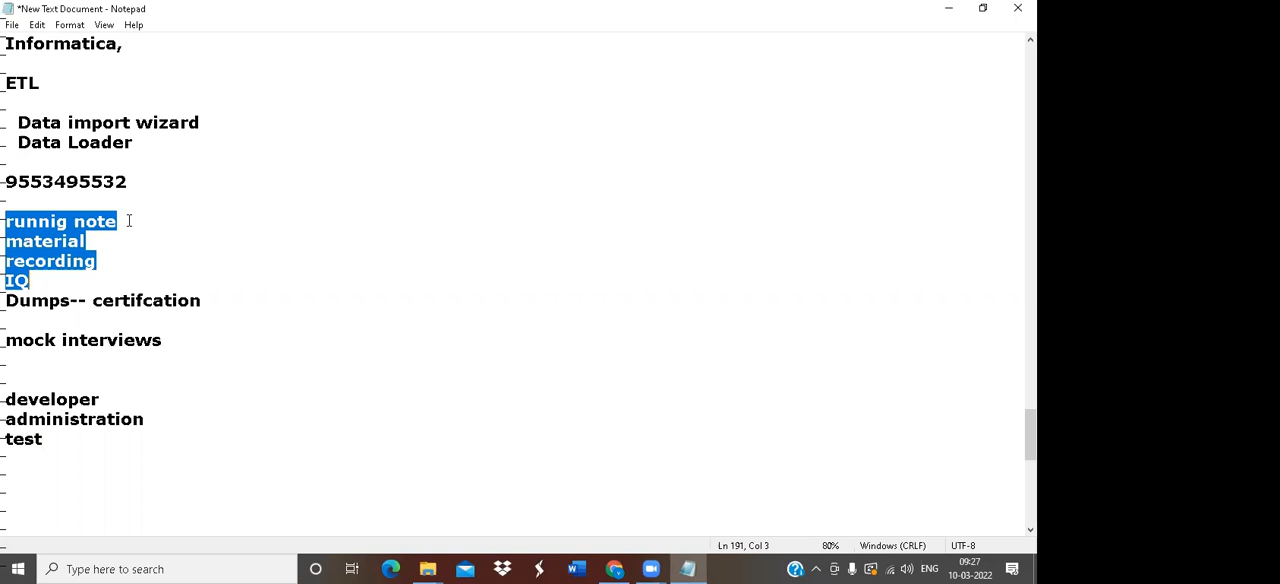 *New Text Document - Notepad
File Edit Format View Help
Informatica,
ETL
Data import wizard
Data Loader
9553495532
runnig note
material
recording
IQ
Dumps-- certifcation
mock interviews
developer
administration
test
Ln 191, Col 3 80% Windows (CRLF) UTF-8
Type here to search
ENG
09:27
10-03-2022